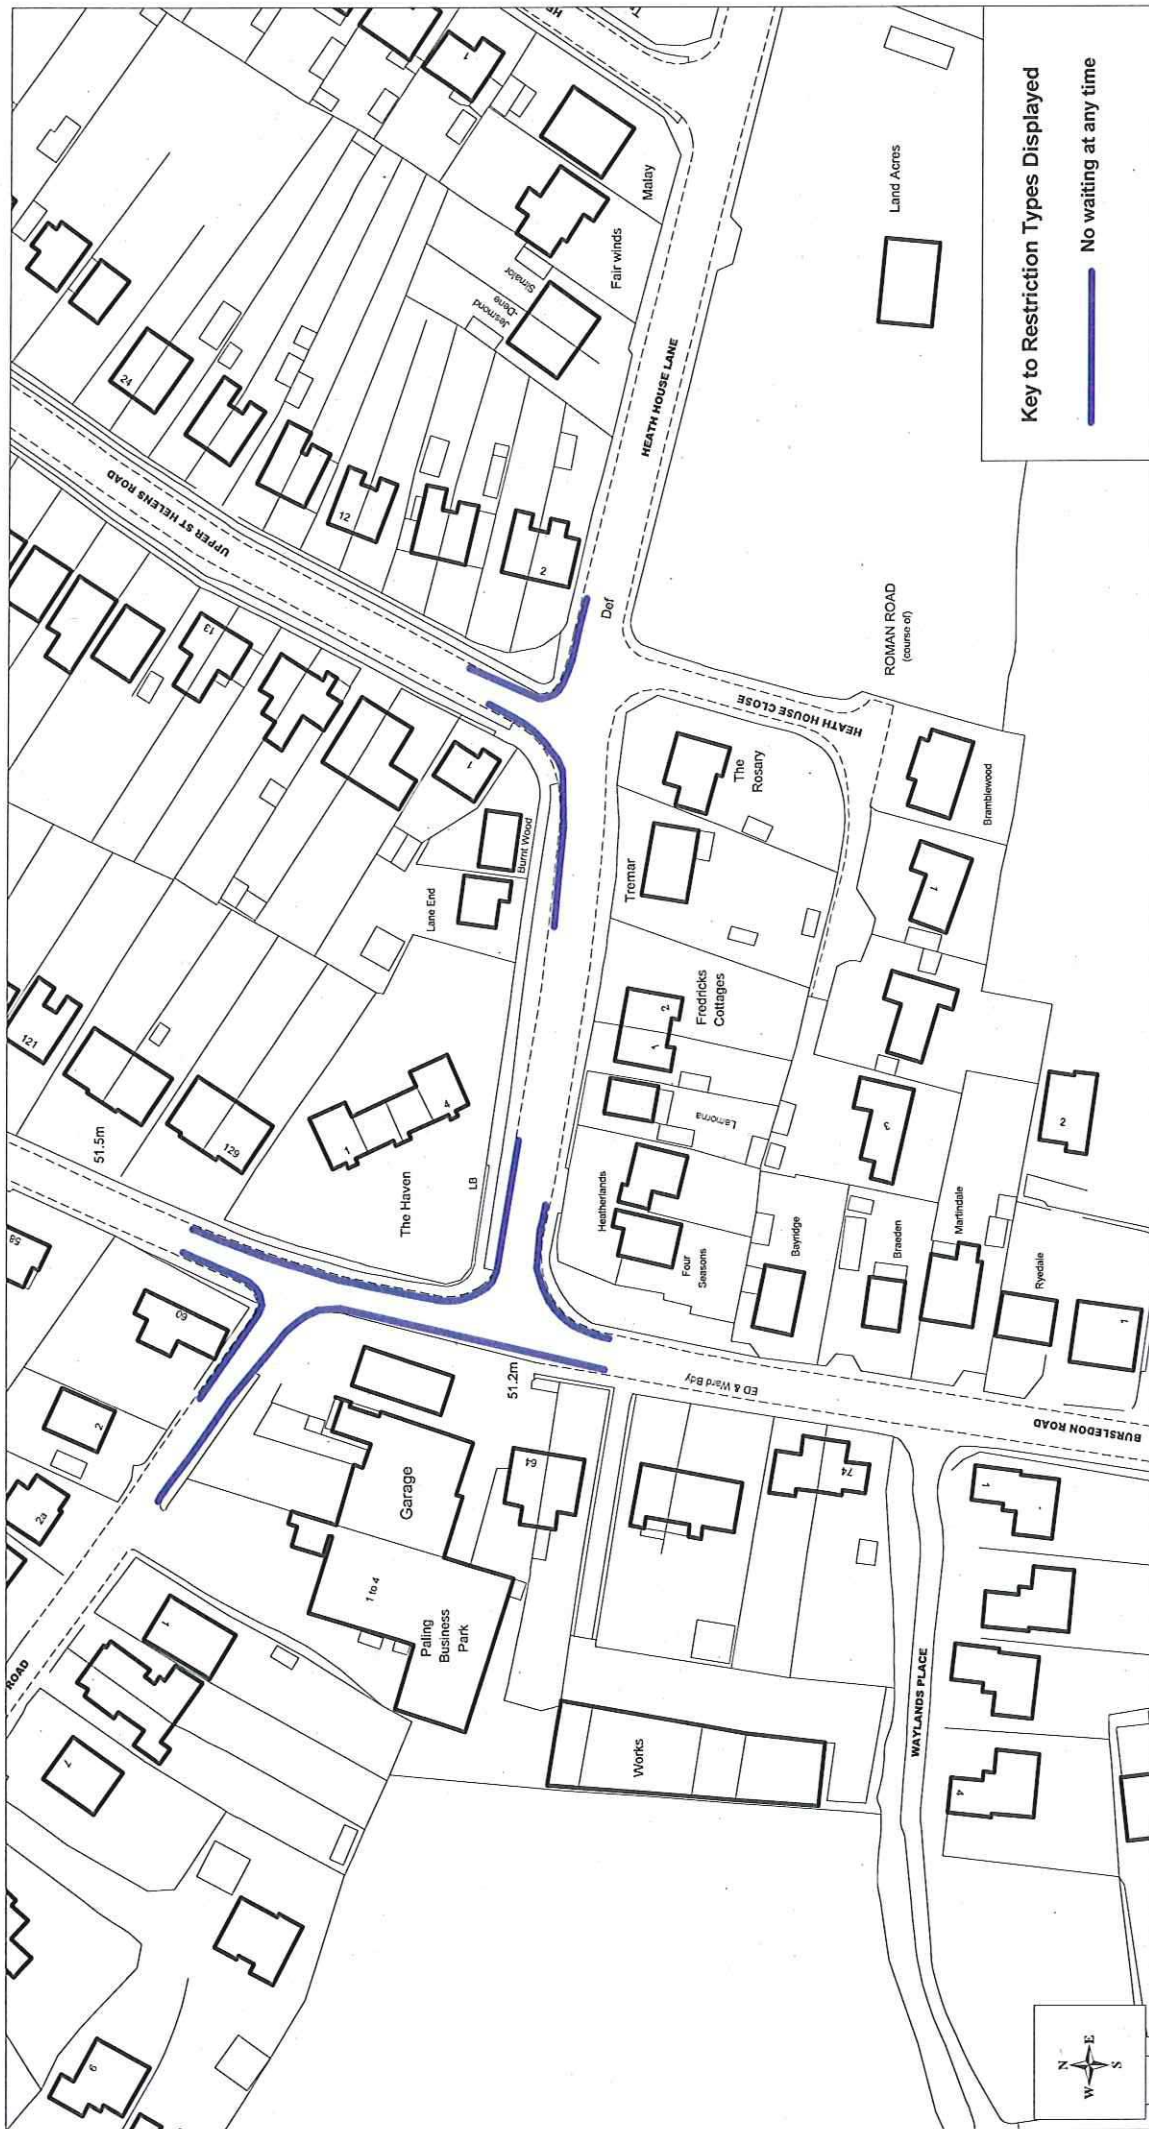 Key to Restriction Types Displayed
No waiting at any time
N
W
E
S
ROAD
UPPER ST HELENS ROAD
HEATH HOUSE LANE
HEATH HOUSE CLOSE
BURSLEDON ROAD
WAYLANDS PLACE
ROMAN ROAD
(course of)
Land Acres
Malay
Fair winds
Simalor
Jesmond
-Dene
1
24
12
2
Def
13
1
Burnt Wood
Lane End
The
Rosary
Tremar
Fredricks
Cottages
2
1
Lamorna
Heatherlands
Four
Seasons
Bayridge
Braeden
Martindale
Ryedale
1
Bramblewood
1
3
2
121
51.5m
129
The Haven
1
4
LB
58
60
2
2a
51.2m
ED & Ward Bdy
Garage
1 to 4
Paling
Business
Park
64
74
Works
1
4
1
7
6